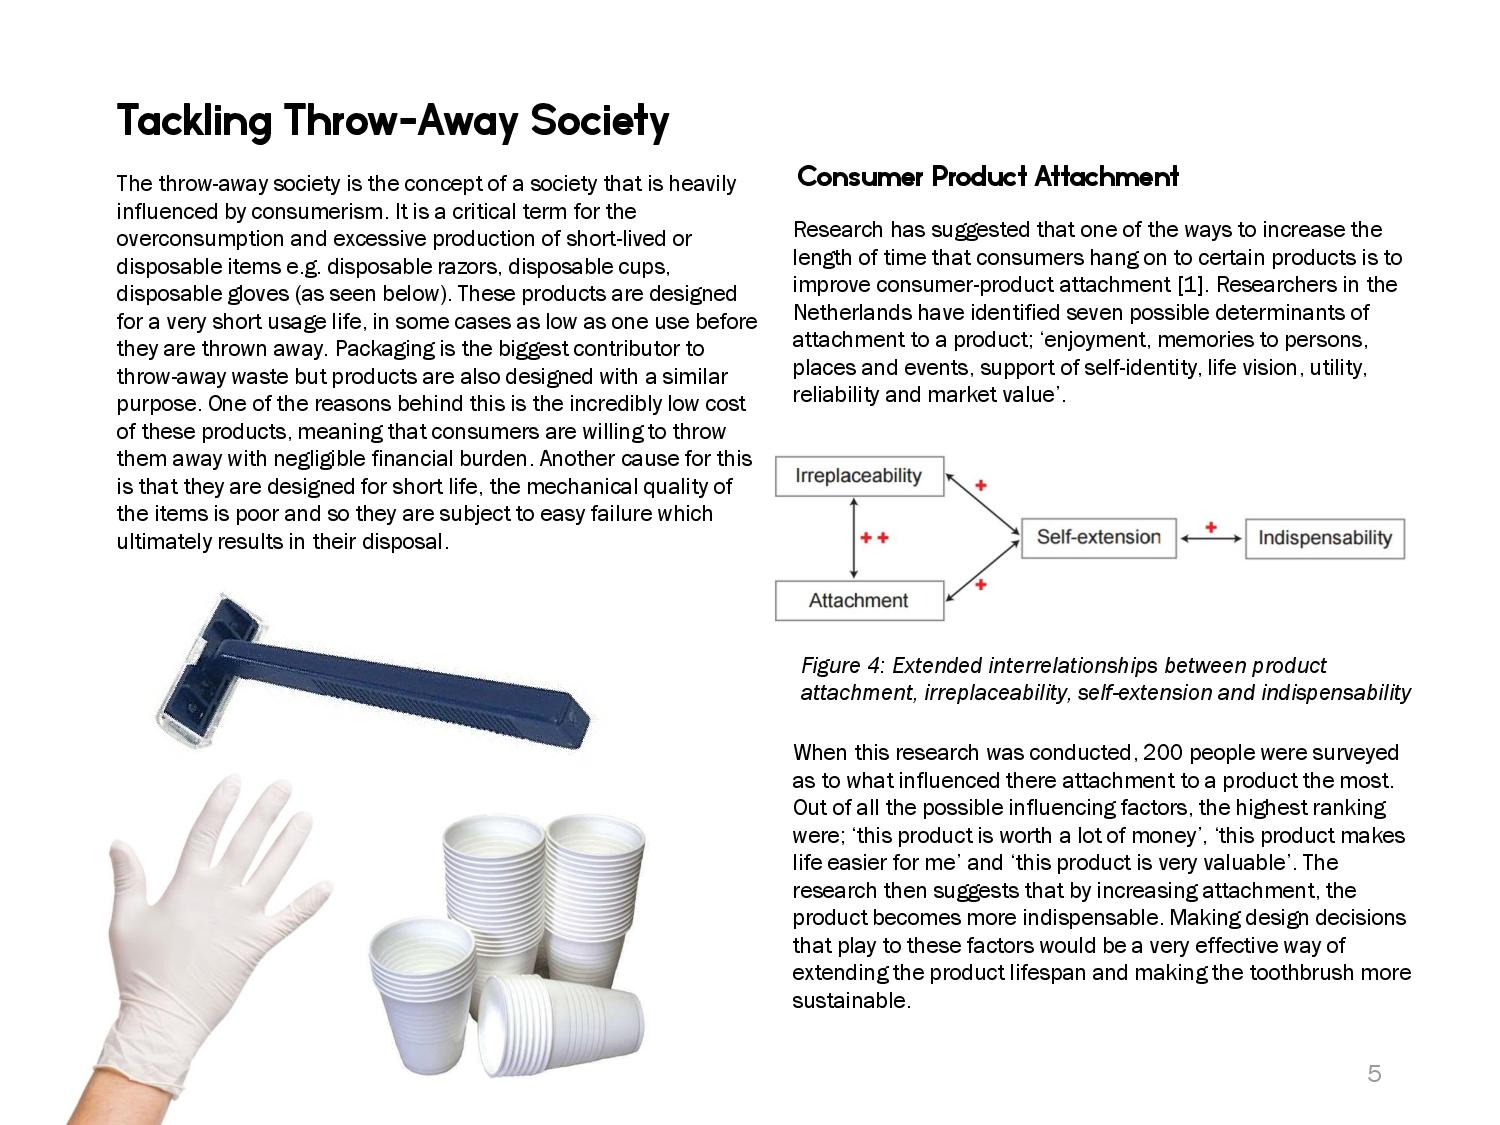 Tackling Throw-Away Society
The throw-away society is the concept of a society that is heavily
influenced by consumerism. It is a critical term for the
overconsumption and excessive production of short-lived or
disposable items e.g. disposable razors, disposable cups,
disposable gloves (as seen below). These products are designed
for a very short usage life, in some cases as low as one use before
they are thrown away. Packaging is the biggest contributor to
throw-away waste but products are also designed with a similar
purpose. One of the reasons behind this is the incredibly low cost
of these products, meaning that consumers are willing to throw
them away with negligible financial burden. Another cause for this
is that they are designed for short life, the mechanical quality of
the items is poor and so they are subject to easy failure which
ultimately results in their disposal.
Consumer Product Attachment
Research has suggested that one of the ways to increase the
length of time that consumers hang on to certain products is to
improve consumer-product attachment [1]. Researchers in the
Netherlands have identified seven possible determinants of
attachment to a product; ‘enjoyment, memories to persons,
places and events, support of self-identity, life vision, utility,
reliability and market value’.
Irreplaceability
+
+ +
Self-extension
+
Indispensability
+
Attachment
Figure 4: Extended interrelationships between product
attachment, irreplaceability, self-extension and indispensability
When this research was conducted, 200 people were surveyed
as to what influenced there attachment to a product the most.
Out of all the possible influencing factors, the highest ranking
were; ‘this product is worth a lot of money’, ‘this product makes
life easier for me’ and ‘this product is very valuable’. The
research then suggests that by increasing attachment, the
product becomes more indispensable. Making design decisions
that play to these factors would be a very effective way of
extending the product lifespan and making the toothbrush more
sustainable.
5